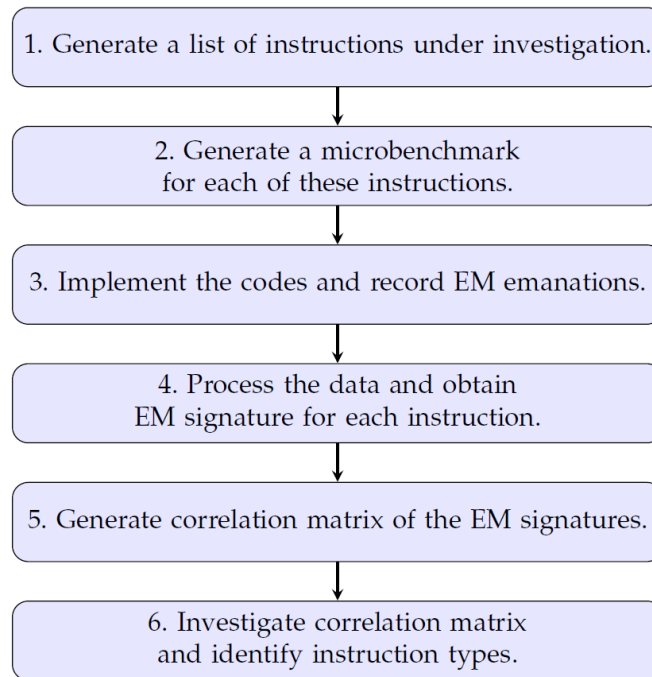 1. Generate a list of instructions under investigation.
2. Generate a microbenchmark
for each of these instructions.
3. Implement the codes and record EM emanations.
4. Process the data and obtain
EM signature for each instruction.
5. Generate correlation matrix of the EM signatures.
6. Investigate correlation matrix
and identify instruction types.